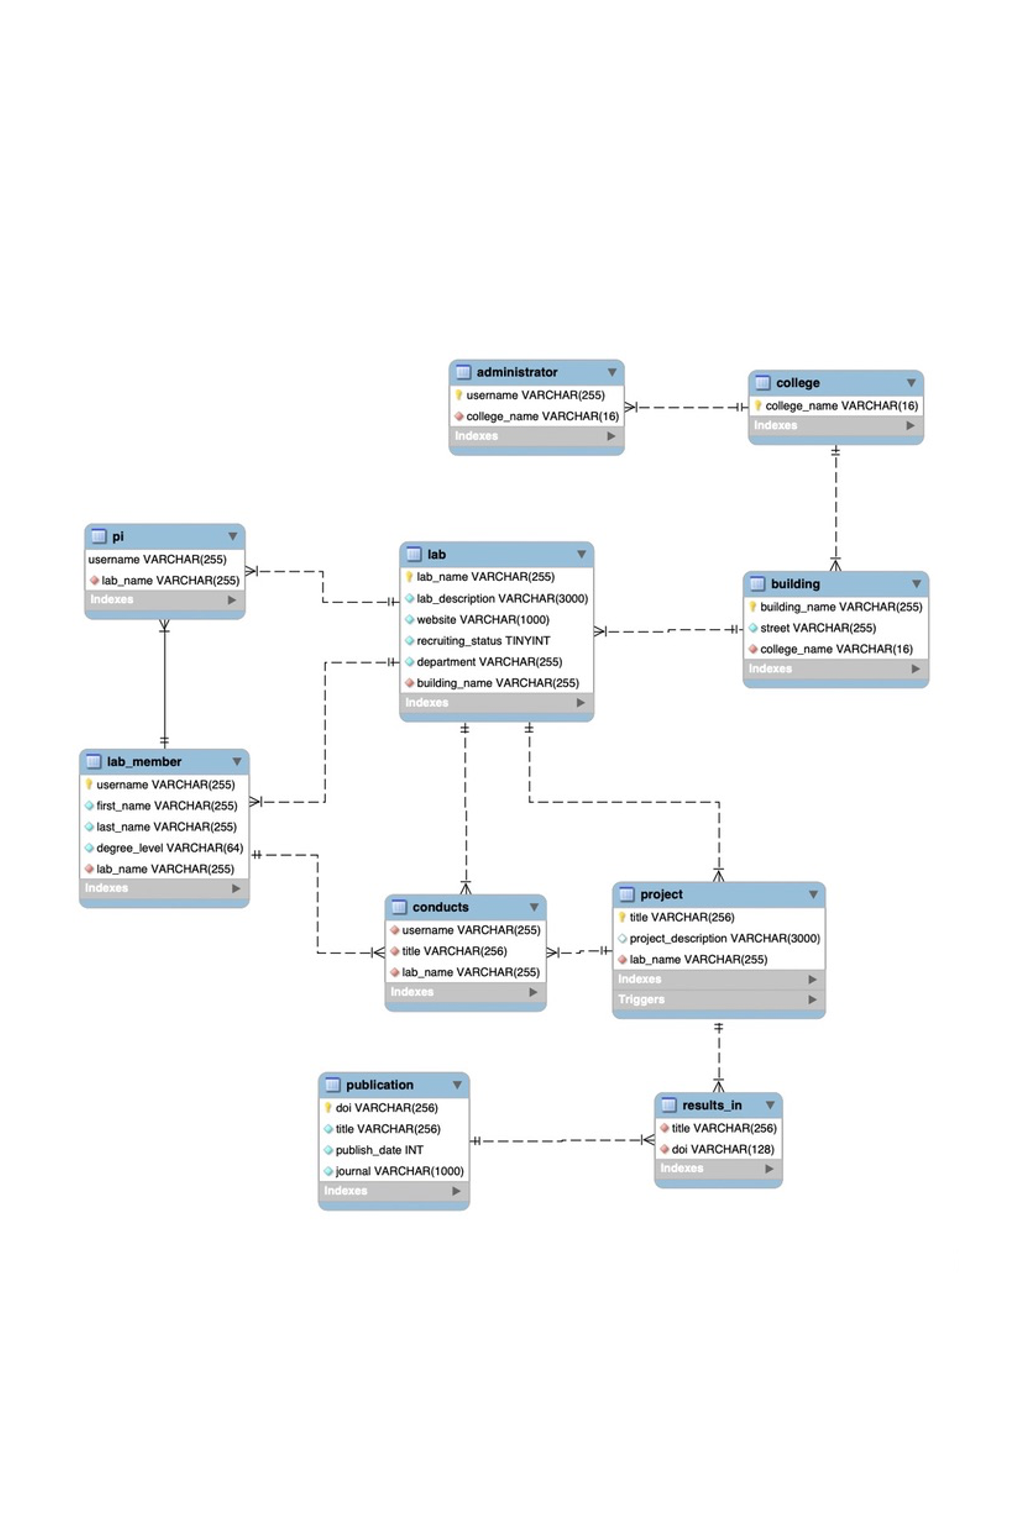 administrator
username VARCHAR(255)
college_name VARCHAR(16)
Indexes
college
college_name VARCHAR(16)
Indexes
pi
username VARCHAR(255)
lab_name VARCHAR(255)
Indexes
lab
lab_name VARCHAR(255)
lab_description VARCHAR(3000)
website VARCHAR(1000)
recruiting_status TINYINT
department VARCHAR(255)
building_name VARCHAR(255)
Indexes
building
building_name VARCHAR(255)
street VARCHAR(255)
college_name VARCHAR(16)
Indexes
lab_member
username VARCHAR(255)
first_name VARCHAR(255)
last_name VARCHAR(255)
degree_level VARCHAR(64)
lab_name VARCHAR(255)
Indexes
conducts
username VARCHAR(255)
title VARCHAR(256)
lab_name VARCHAR(255)
Indexes
project
title VARCHAR(256)
project_description VARCHAR(3000)
lab_name VARCHAR(255)
Indexes
Triggers
publication
doi VARCHAR(256)
title VARCHAR(256)
publish_date INT
journal VARCHAR(1000)
Indexes
results_in
title VARCHAR(256)
doi VARCHAR(128)
Indexes